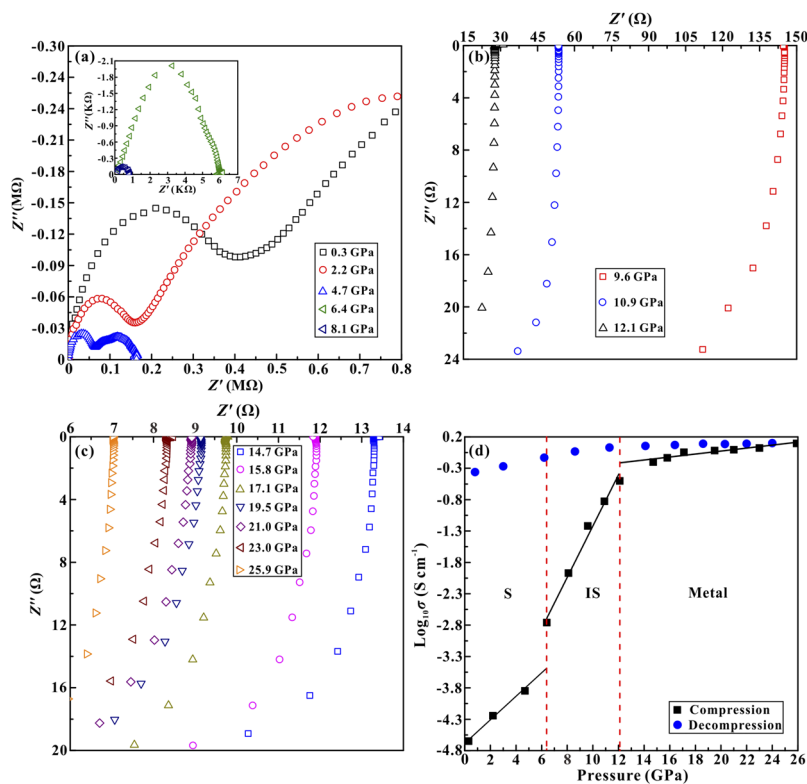 (a)
-0.30
-0.24
-0.18
-0.12
-0.06
-0.03
0
Z''(MΩ)
0.0 0.1 0.2 0.3 0.4 0.5 0.6 0.7 0.8
Z'(MΩ)
-2.1
-1.8
-1.5
-1.2
-0.9
-0.6
-0.3
0
Z''(KΩ)
0 1 2 3 4 5 6 7
Z'(KΩ)
0.3 GPa
2.2 GPa
4.7 GPa
6.4 GPa
8.1 GPa
Z' (Ω)
15 30 45 60 75 90 105 120 135 150
(b)
0
4
8
12
16
20
24
Z'' (Ω)
9.6 GPa
10.9 GPa
12.1 GPa
Z' (Ω)
6 7 8 9 10 11 12 13 14
(c)
0
4
8
12
16
20
Z'' (Ω)
14.7 GPa
15.8 GPa
17.1 GPa
19.5 GPa
21.0 GPa
23.0 GPa
25.9 GPa
(d)
0.2
-0.3
-0.8
-1.3
-1.8
-2.3
-2.8
-3.3
-3.8
-4.3
-4.8
Log₁₀σ (S cm⁻¹)
S IS Metal
Compression
Decompression
0 2 4 6 8 10 12 14 16 18 20 22 24 26
Pressure (GPa)